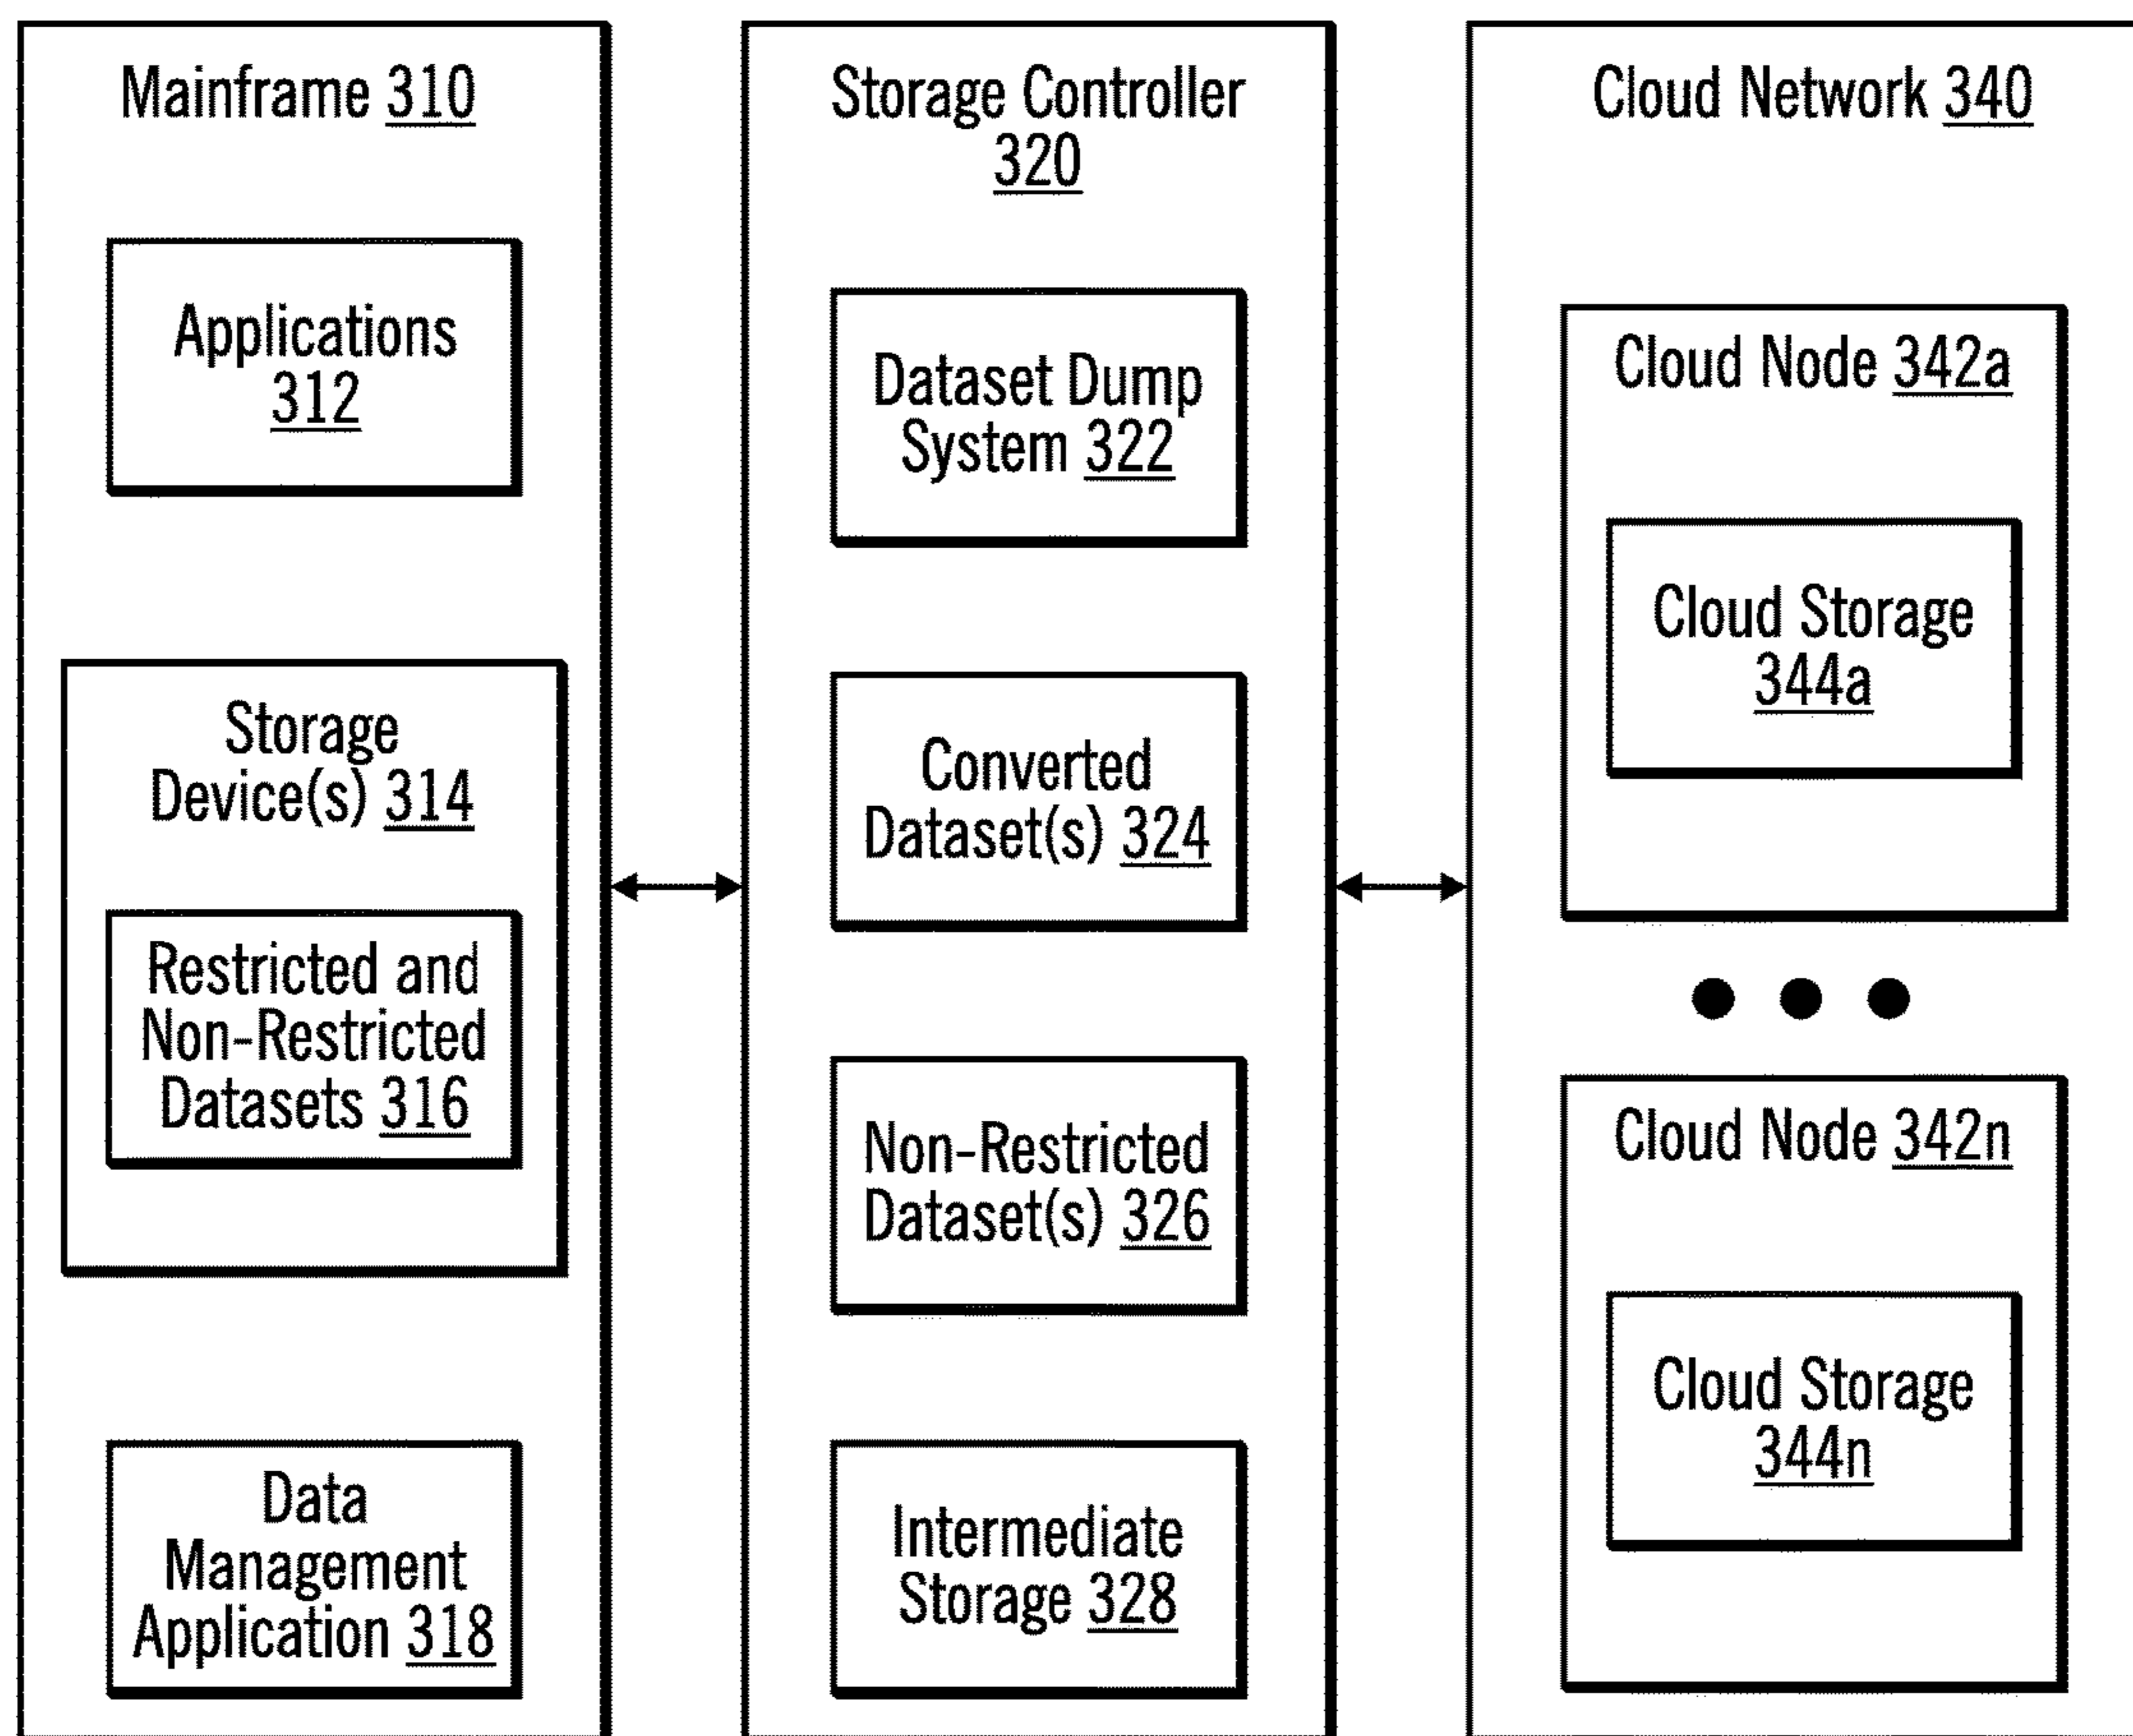 Mainframe 310
Applications
312
Storage
Device(s) 314
Restricted and
Non-Restricted
Datasets 316
Data
Management
Application 318
Storage Controller
320
Dataset Dump
System 322
Converted
Dataset(s) 324
Non-Restricted
Dataset(s) 326
Intermediate
Storage 328
Cloud Network 340
Cloud Node 342a
Cloud Storage
344a
Cloud Node 342n
Cloud Storage
344n